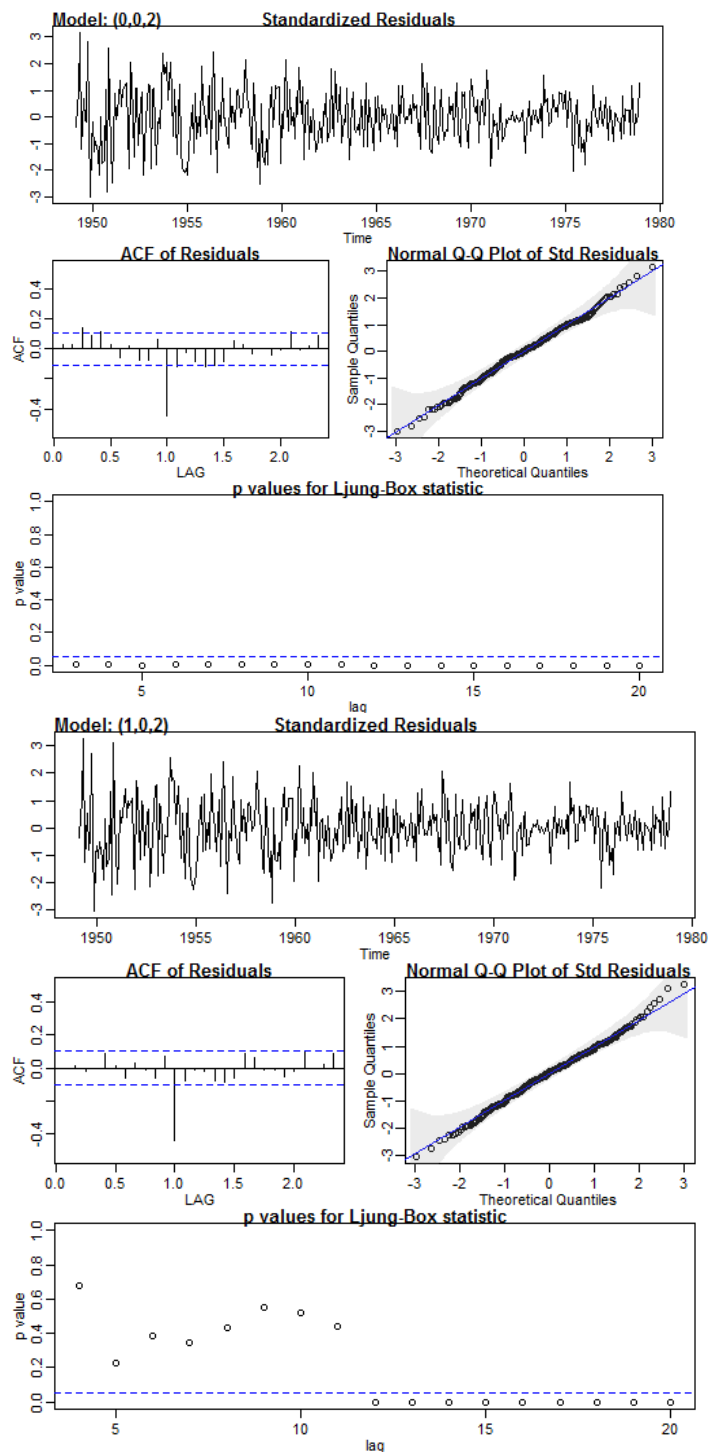 Model: (0,0,2) Standardized Residuals
3
2
1
0
-1
-2
-3
1950 1955 1960 1965 1970 1975 1980
Time
ACF of Residuals
ACF
0.4
0.2
0.0
-0.4
0.0 0.5 1.0 1.5 2.0
LAG
Normal Q-Q Plot of Std Residuals
Sample Quantiles
3
2
1
0
-1
-2
-3
-3 -2 -1 0 1 2 3
Theoretical Quantiles
p values for Ljung-Box statistic
p value
1.0
0.8
0.6
0.4
0.2
0.0
5 10 15 20
lag
Model: (1,0,2) Standardized Residuals
3
2
1
0
-1
-2
-3
1950 1955 1960 1965 1970 1975 1980
Time
ACF of Residuals
ACF
0.4
0.2
0.0
-0.4
0.0 0.5 1.0 1.5 2.0
LAG
Normal Q-Q Plot of Std Residuals
Sample Quantiles
3
2
1
0
-1
-2
-3
-3 -2 -1 0 1 2 3
Theoretical Quantiles
p values for Ljung-Box statistic
p value
1.0
0.8
0.6
0.4
0.2
0.0
5 10 15 20
lag